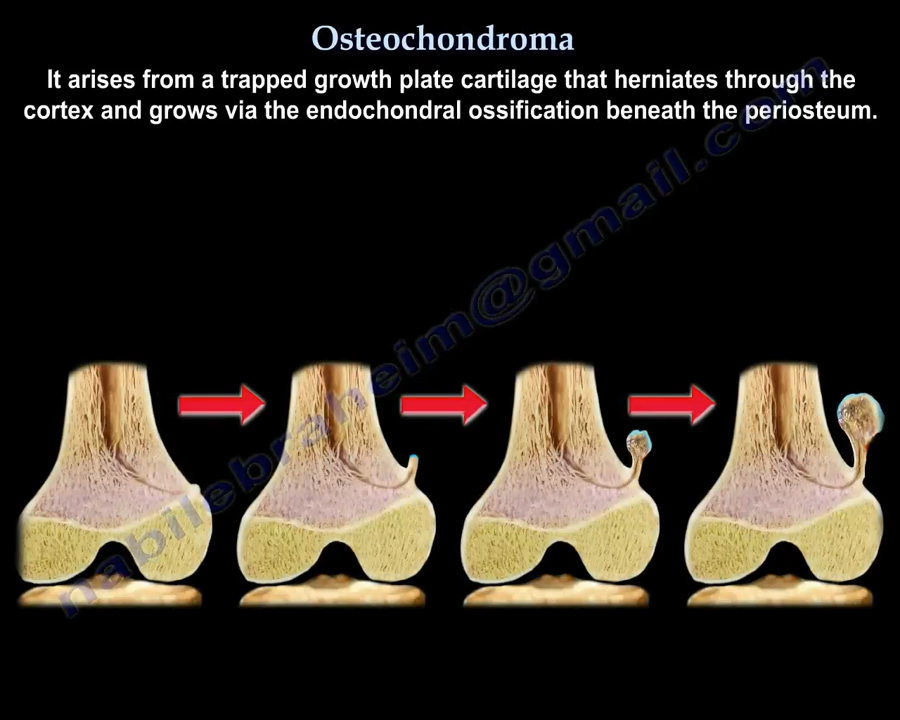 Osteochondroma
It arises from a trapped growth plate cartilage that herniates through the
cortex and grows via the endochondral ossification beneath the periosteum.
nabilebraheim@gmail.com